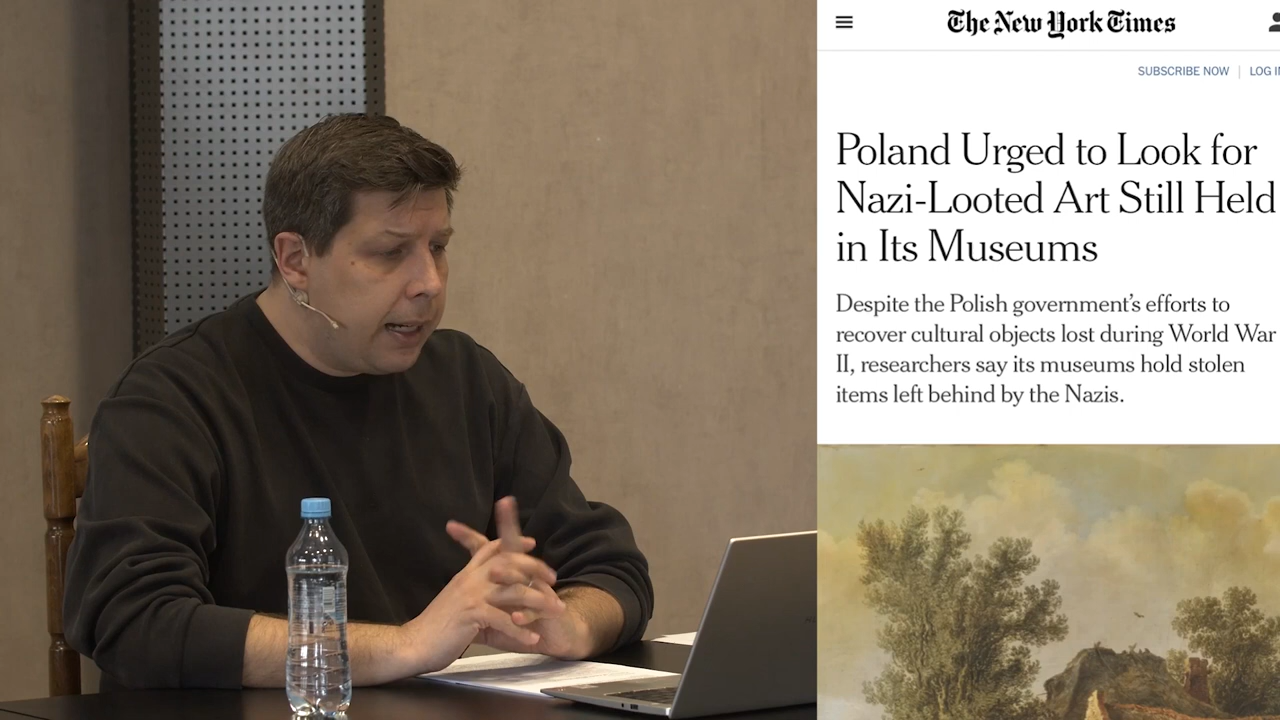 The New York Times
SUBSCRIBE NOW
Poland Urged to Look for
Nazi-Looted Art Still Held
in Its Museums
Despite the Polish government's efforts to
recover cultural objects lost during World War
II, researchers say its museums hold stolen
items left behind by the Nazis.